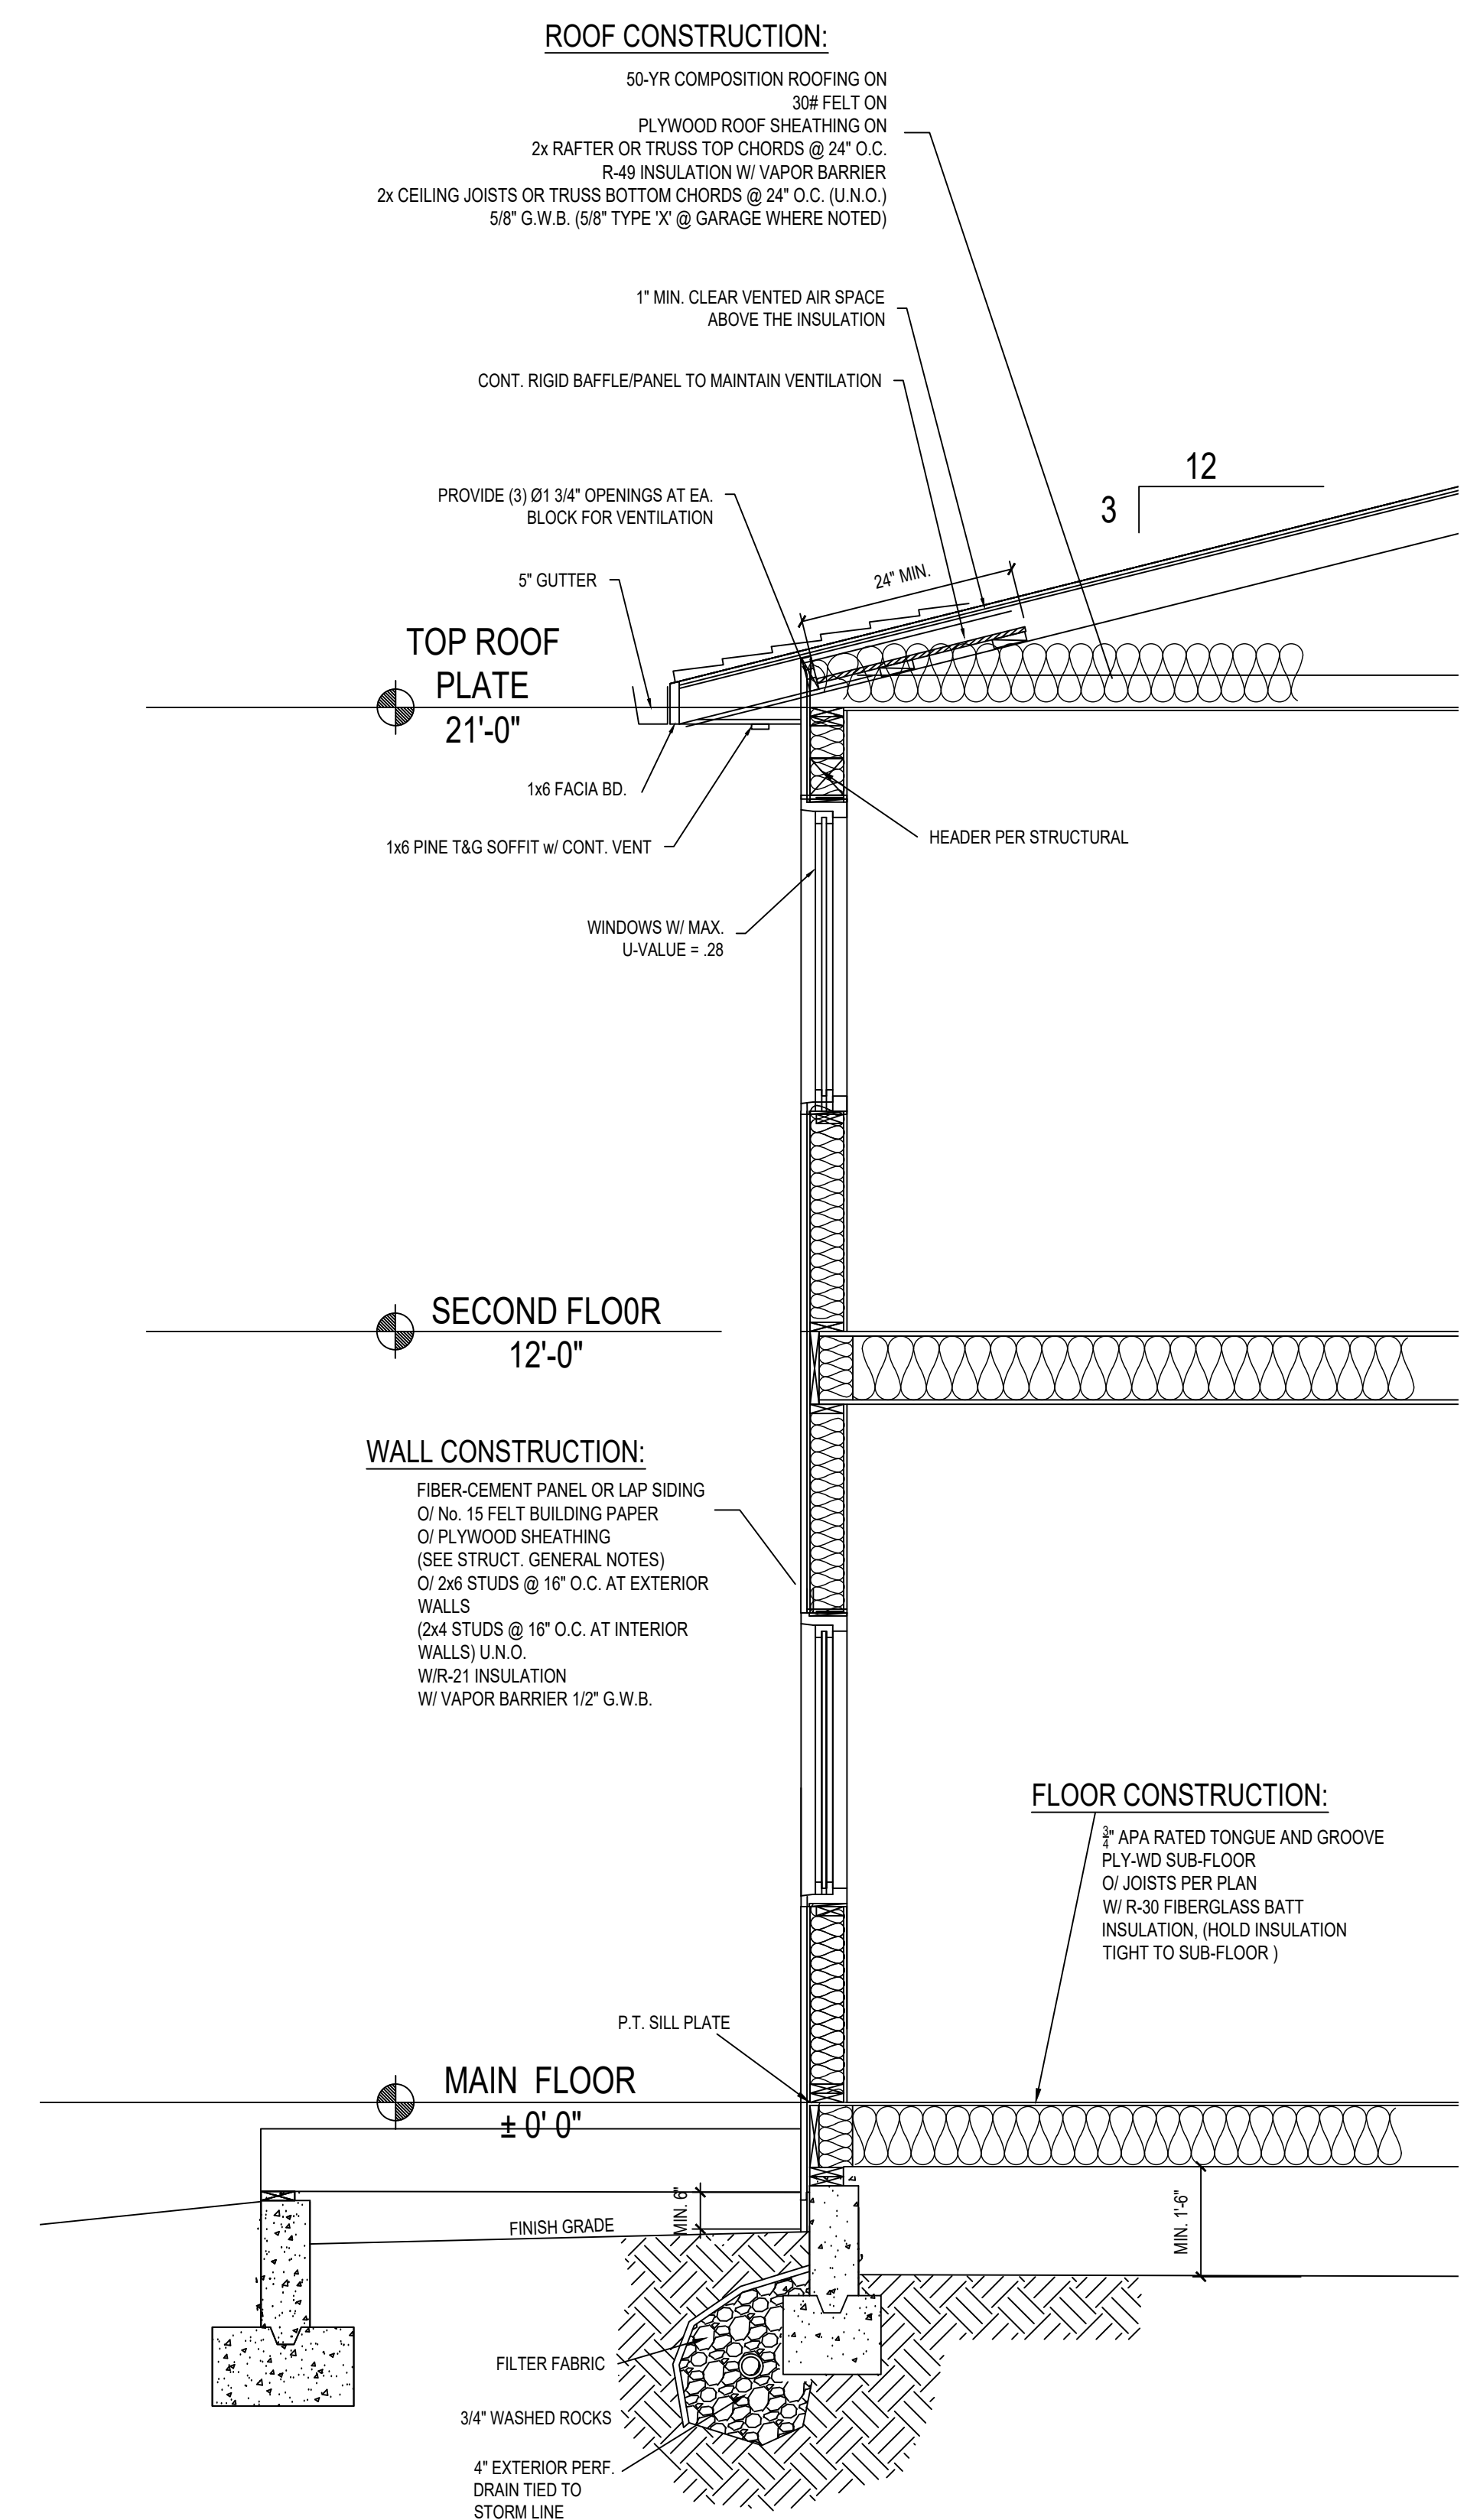 ROOF CONSTRUCTION:
50-YR COMPOSITION ROOFING ON
30# FELT ON
PLYWOOD ROOF SHEATHING ON
2x RAFTER OR TRUSS TOP CHORDS @ 24" O.C.
R-49 INSULATION W/ VAPOR BARRIER
2x CEILING JOISTS OR TRUSS BOTTOM CHORDS @ 24" O.C. (U.N.O.)
5/8" G.W.B. (5/8" TYPE 'X' @ GARAGE WHERE NOTED)
1" MIN. CLEAR VENTED AIR SPACE
ABOVE THE INSULATION
CONT. RIGID BAFFLE/PANEL TO MAINTAIN VENTILATION
12
3
PROVIDE (3) Ø1 3/4" OPENINGS AT EA.
BLOCK FOR VENTILATION
24" MIN.
5" GUTTER
TOP ROOF
PLATE
21'-0"
1x6 FACIA BD.
1x6 PINE T&G SOFFIT w/ CONT. VENT
HEADER PER STRUCTURAL
WINDOWS W/ MAX.
U-VALUE = .28
SECOND FLO0R
12'-0"
WALL CONSTRUCTION:
FIBER-CEMENT PANEL OR LAP SIDING
O/ No. 15 FELT BUILDING PAPER
O/ PLYWOOD SHEATHING
(SEE STRUCT. GENERAL NOTES)
O/ 2x6 STUDS @ 16" O.C. AT EXTERIOR
WALLS
(2x4 STUDS @ 16" O.C. AT INTERIOR
WALLS) U.N.O.
W/R-21 INSULATION
W/ VAPOR BARRIER 1/2" G.W.B.
FLOOR CONSTRUCTION:
3/4" APA RATED TONGUE AND GROOVE
PLY-WD SUB-FLOOR
O/ JOISTS PER PLAN
W/ R-30 FIBERGLASS BATT
INSULATION, (HOLD INSULATION
TIGHT TO SUB-FLOOR )
P.T. SILL PLATE
MAIN FLOOR
± 0' 0"
MIN. 6"
FINISH GRADE
MIN. 1'-6"
FILTER FABRIC
3/4" WASHED ROCKS
4" EXTERIOR PERF.
DRAIN TIED TO
STORM LINE